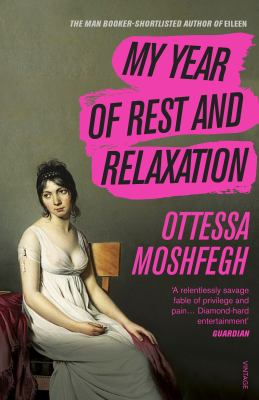 THE MAN BOOKER-SHORTLISTED AUTHOR OF EILEEN
MY YEAR
OF REST AND
RELAXATION
OTTESSA
MOSHFEGH
'A relentlessly savage
fable of privilege and
pain... Diamond-hard
entertainment'
GUARDIAN
VINTAGE